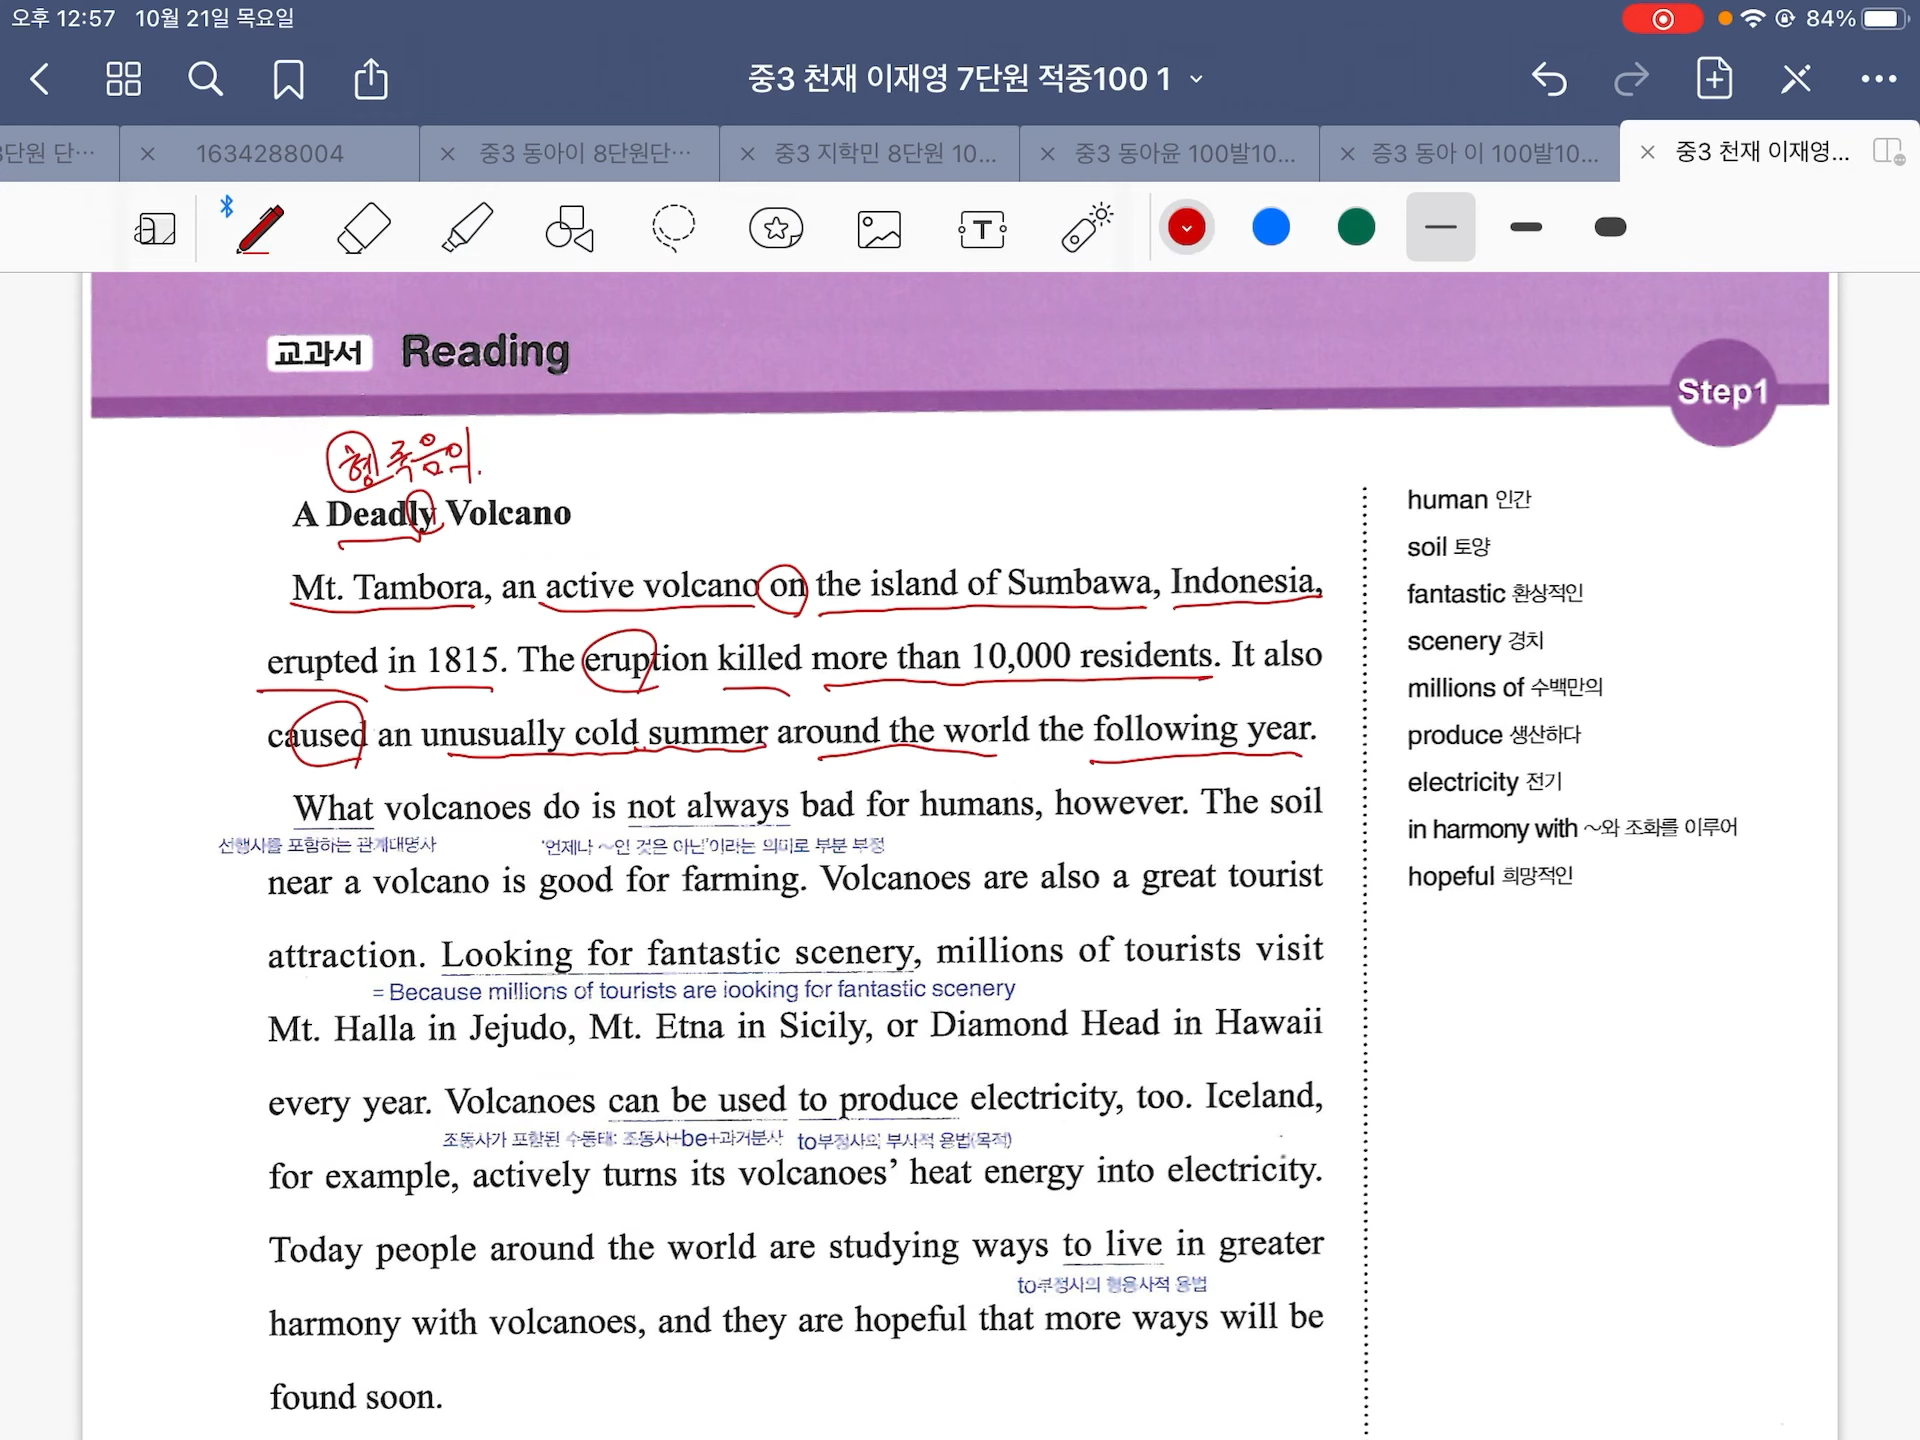 오후 12:57 10월 21일 목요일
84%
중3 천재 이재영 7단원 적중100 1
3단원 단…
1634288004
중3 동아이 8단원단…
중3 지학민 8단원 10...
중3 동아윤 100발10...
증3 동아 이 100발10...
중3 천재 이재영...
교과서 Reading
Step1
형 죽음의.
A Deadly Volcano
Mt. Tambora, an active volcano on the island of Sumbawa, Indonesia,
erupted in 1815. The eruption killed more than 10,000 residents. It also
caused an unusually cold summer around the world the following year.
What volcanoes do is not always bad for humans, however. The soil
선행사를 포함하는 관계대명사 '언제나 ~인 것은 아닌'이라는 의미로 부분 부정
near a volcano is good for farming. Volcanoes are also a great tourist
attraction. Looking for fantastic scenery, millions of tourists visit
= Because millions of tourists are looking for fantastic scenery
Mt. Halla in Jejudo, Mt. Etna in Sicily, or Diamond Head in Hawaii
every year. Volcanoes can be used to produce electricity, too. Iceland,
조동사가 포함된 수동태: 조동사+be+과거분사 to부정사의 부사적 용법(목적)
for example, actively turns its volcanoes' heat energy into electricity.
Today people around the world are studying ways to live in greater
to부정사의 형용사적 용법
harmony with volcanoes, and they are hopeful that more ways will be
found soon.
human 인간
soil 토양
fantastic 환상적인
scenery 경치
millions of 수백만의
produce 생산하다
electricity 전기
in harmony with ~와 조화를 이루어
hopeful 희망적인